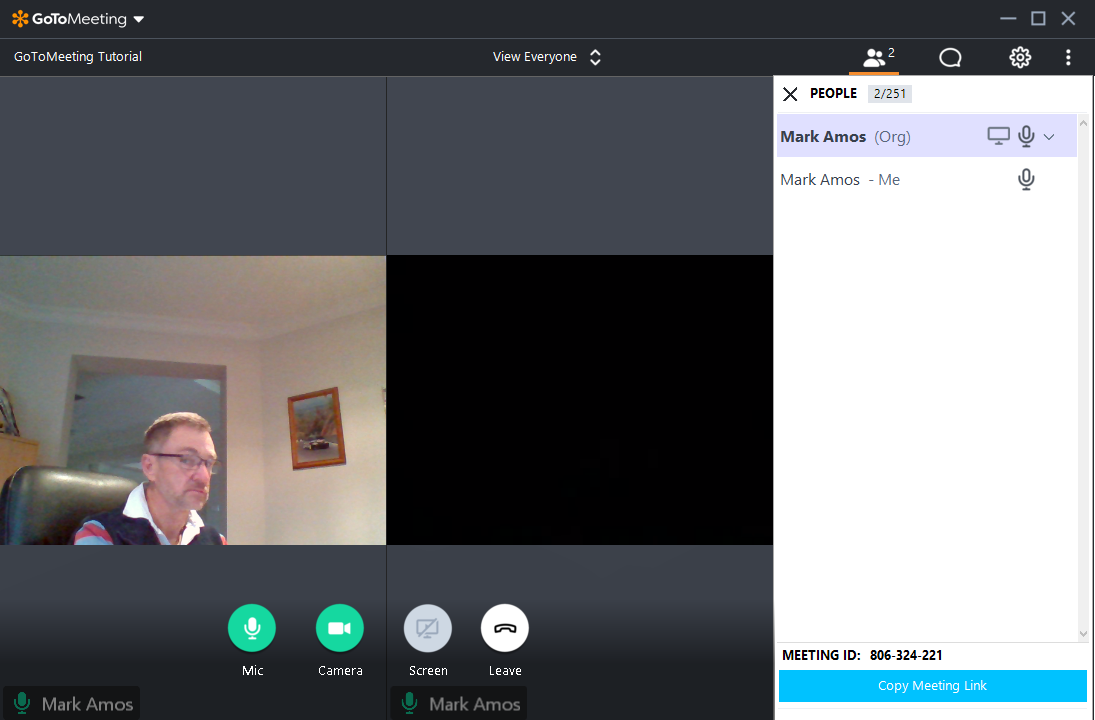 GoToMeeting
GoToMeeting Tutorial
View Everyone
2
PEOPLE 2/251
Mark Amos (Org)
Mark Amos - Me
Mic
Camera
Screen
Leave
Mark Amos
Mark Amos
MEETING ID: 806-324-221
Copy Meeting Link